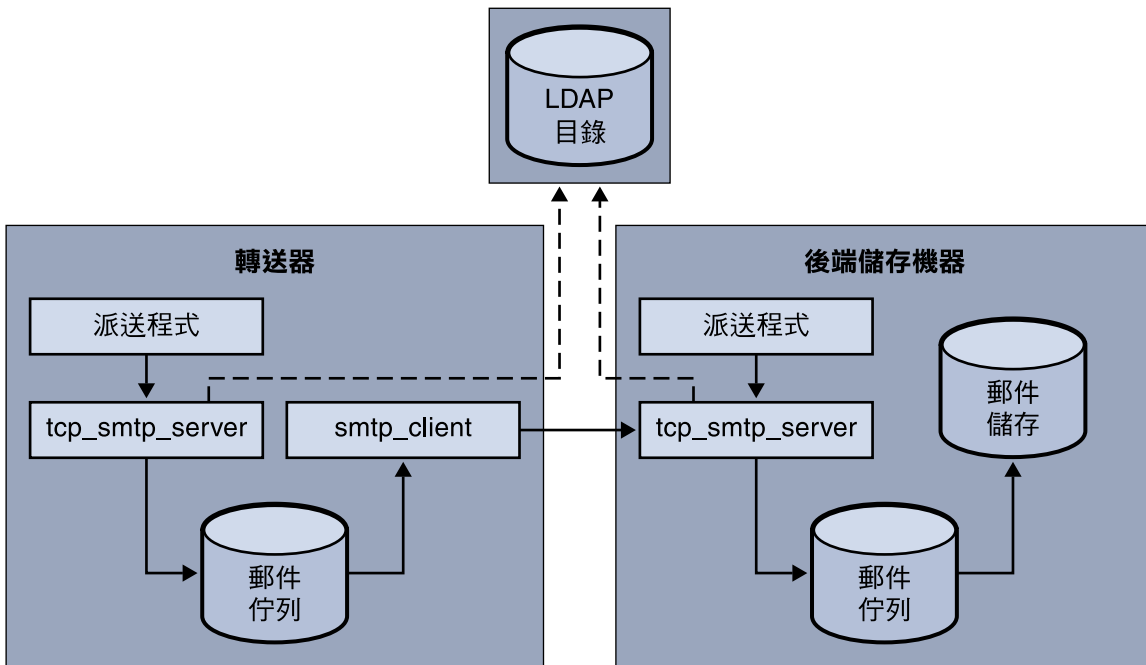 LDAP
目錄
轉送器
派送程式
tcp_smtp_server
smtp_client
郵件
佇列
後端儲存機器
派送程式
tcp_smtp_server
郵件
儲存
郵件
佇列